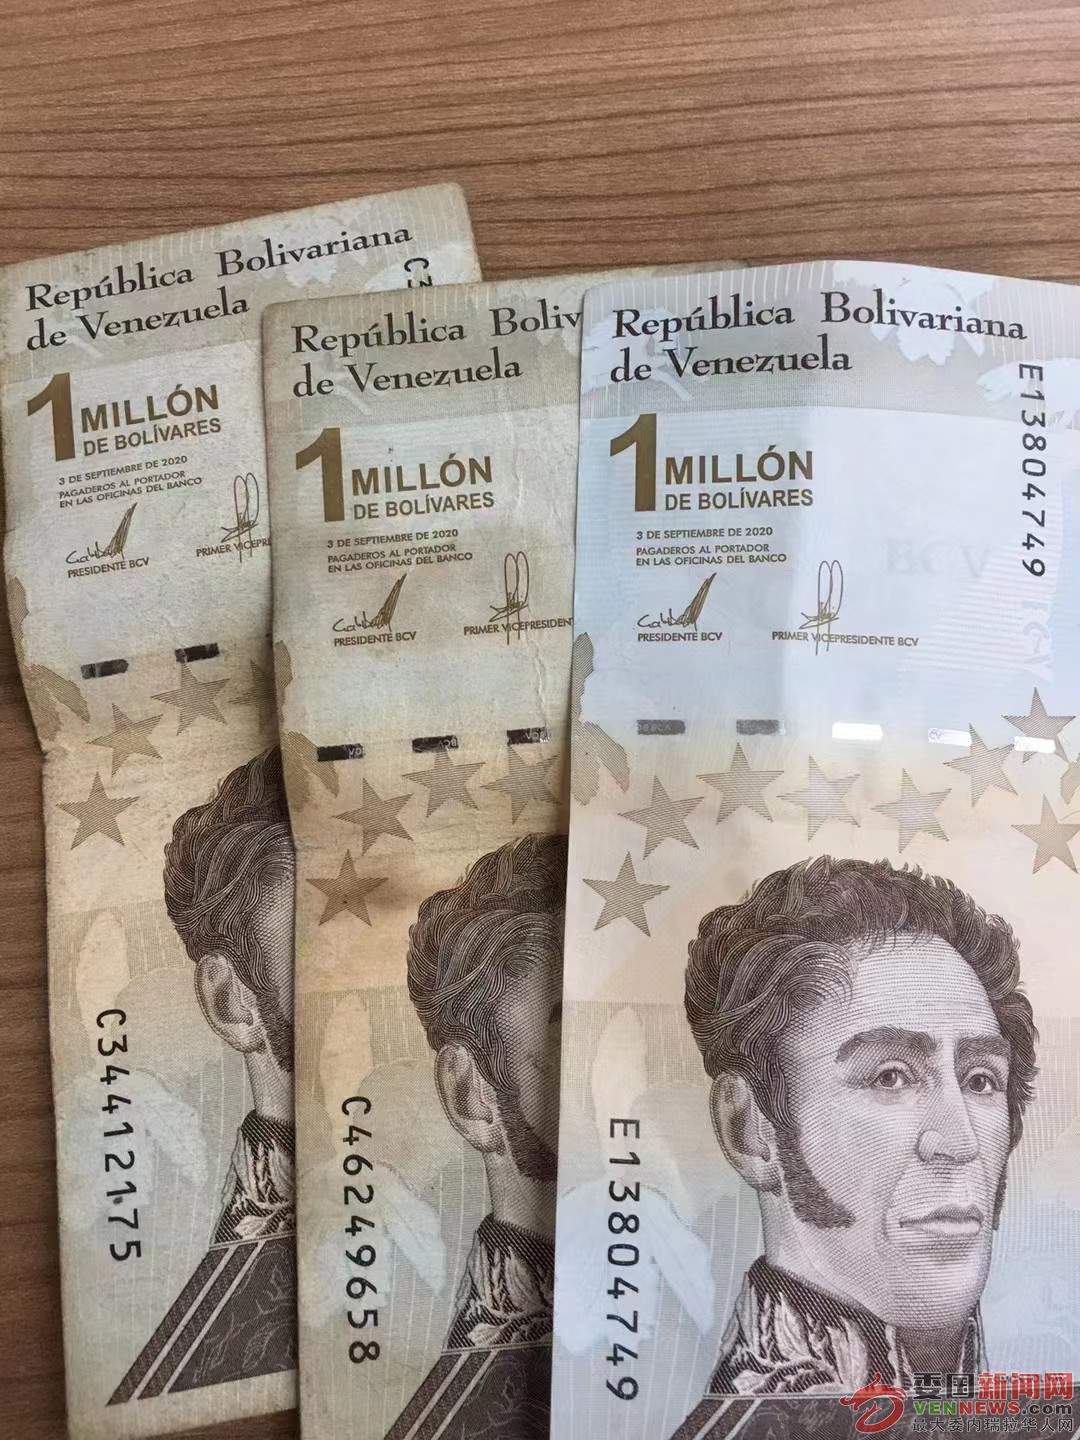 República Bolivariana
de Venezuela
1 MILLÓN
DE BOLÍVARES
3 DE SEPTIEMBRE DE 2020
PAGADEROS AL PORTADOR
EN LAS OFICINAS DEL BANCO
PRESIDENTE BCV
PRIMER VICEPRE
C34412175
República Boliv
de Venezuela
1 MILLÓN
DE BOLÍVARES
3 DE SEPTIEMBRE DE 2020
PAGADEROS AL PORTADOR
EN LAS OFICINAS DEL BANCO
PRESIDENTE BCV
PRIMER VICEPRESIDENT
C46249658
República Bolivariana
de Venezuela
E13804749
1 MILLÓN
DE BOLÍVARES
3 DE SEPTIEMBRE DE 2020
PAGADEROS AL PORTADOR
EN LAS OFICINAS DEL BANCO
PRESIDENTE BCV
PRIMER VICEPRESIDENTE BCV
E13804749
委国新闻网
VENNEWS.com
最大委内瑞拉华人网